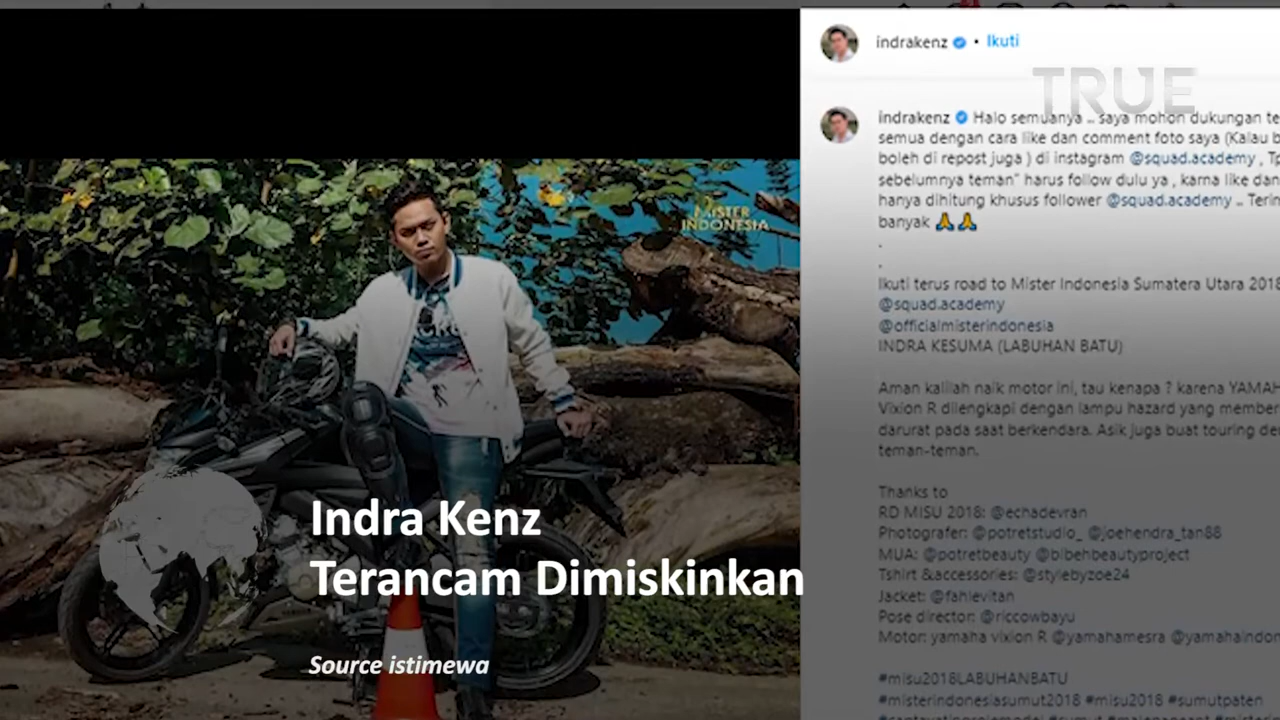 indrakenz • Ikuti
TRUE
indrakenz Halo semuanya .. saya mohon dukungan te
semua dengan cara like dan comment foto saya (Kalau b
boleh di repost juga ) di instagram @squad.academy , Tp
sebelumnya teman" harus follow dulu ya , karna like dan
hanya dihitung khusus follower @squad.academy .. Terin
banyak 🙏🙏
.
.
Ikuti terus road to Mister Indonesia Sumatera Utara 2018
@squad.academy
@officialmisterindonesia
INDRA KESUMA (LABUHAN BATU)
Aman kalilah naik motor ini, tau kenapa ? karena YAMAH
Vixion R dilengkapi dengan lampu hazard yang member
darurat pada saat berkendara. Asik juga buat touring de
teman-teman.
Thanks to
RD MISU 2018: @echadevran
Photografer: @potretstudio_ @joehendra_tan88
MUA: @potretbeauty @bibehbeautyproject
Tshirt &accessories: @stylebyzoe24
Jacket: @fahlevitan
Pose director: @riccowbayu
Motor: yamaha vixion R @yamahamesra @yamahaindon
#misu2018LABUHANBATU
#misterindonesiasumut2018 #misu2018 #sumutpaten
MISTER
INDONESIA
Indra Kenz
Terancam Dimiskinkan
Source istimewa